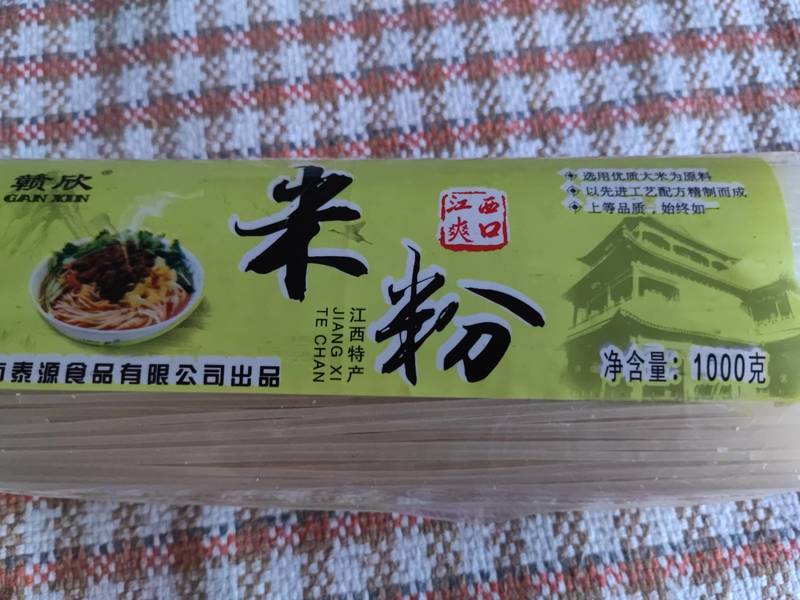 赣欣
GAN XIN
米粉
江西
爽口
江西特产
JIANG XI
TE CHAN
选用优质大米为原料
以先进工艺配方精制而成
上等品质，始终如一
泰源食品有限公司出品
净含量：1000克